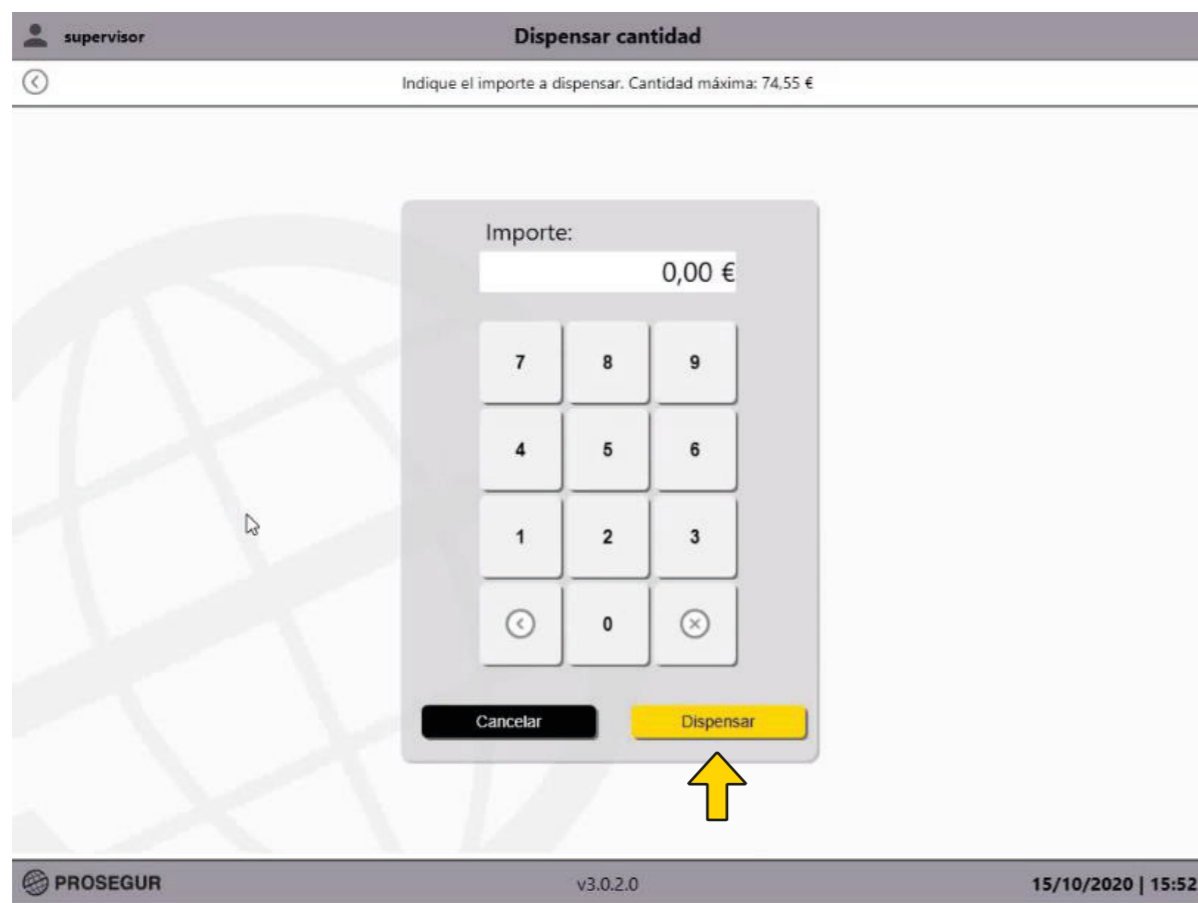 supervisor
Dispensar cantidad
Indique el importe a dispensar. Cantidad máxima: 74,55 €
Importe:
0,00 €
7 8 9
4 5 6
1 2 3
0
Cancelar Dispensar
PROSEGUR
v3.0.2.0
15/10/2020 | 15:52